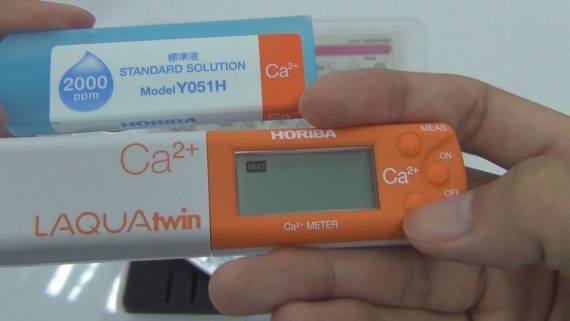 標準液
2000
ppm
STANDARD SOLUTION
Model Y051H
Ca2+
HORIBA
HORIBA
Ca2+
LAQUAtwin
MEAS
Ca2+
Ca2+ METER
MEAS
ON
OFF